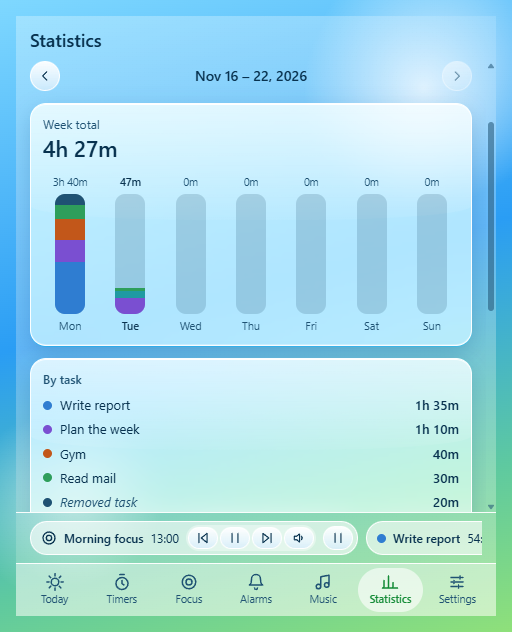 Statistics
Nov 16 – 22, 2026
Week total
4h 27m
3h 40m 47m 0m 0m 0m 0m 0m
Mon Tue Wed Thu Fri Sat Sun
By task
Write report 1h 35m
Plan the week 1h 10m
Gym 40m
Read mail 30m
Removed task 20m
Morning focus 13:00 Write report 54:
Today Timers Focus Alarms Music Statistics Settings